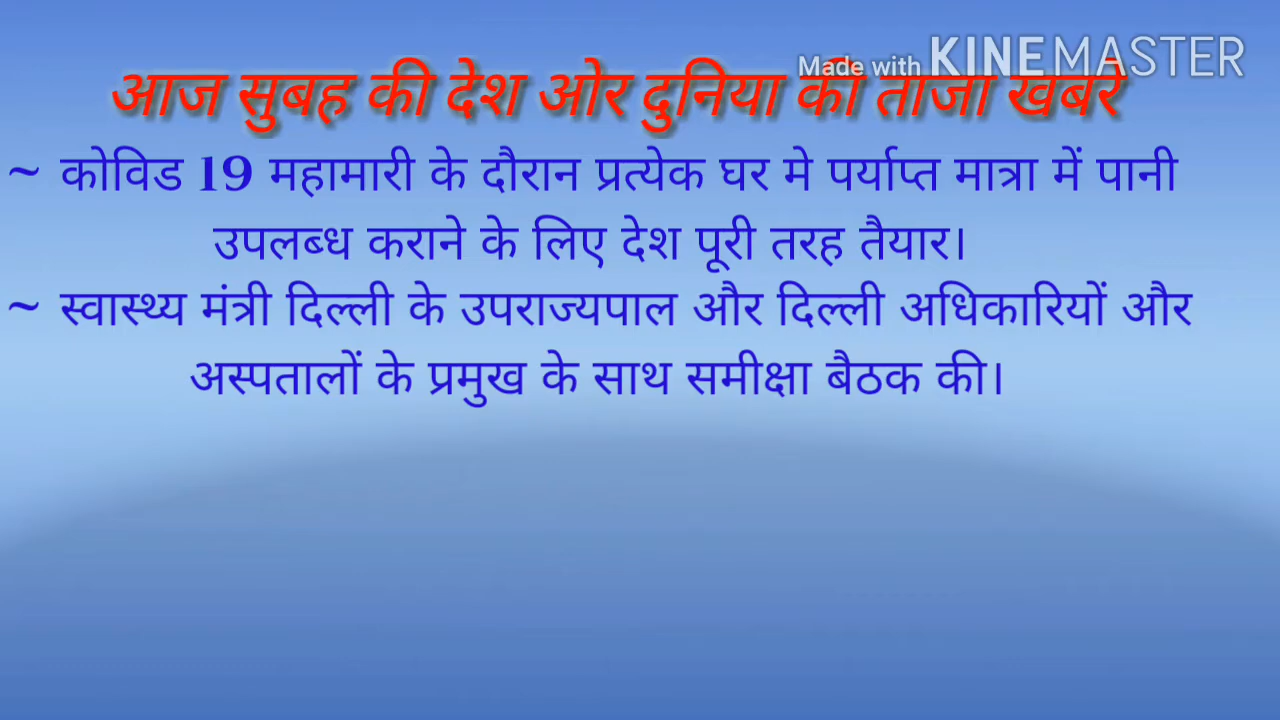 Made with KINEMASTER
आज सुबह की देश ओर दुनिया की ताजा खबरे
~ कोविड 19 महामारी के दौरान प्रत्येक घर मे पर्याप्त मात्रा में पानी
उपलब्ध कराने के लिए देश पूरी तरह तैयार।
~ स्वास्थ्य मंत्री दिल्ली के उपराज्यपाल और दिल्ली अधिकारियों और
अस्पतालों के प्रमुख के साथ समीक्षा बैठक की।